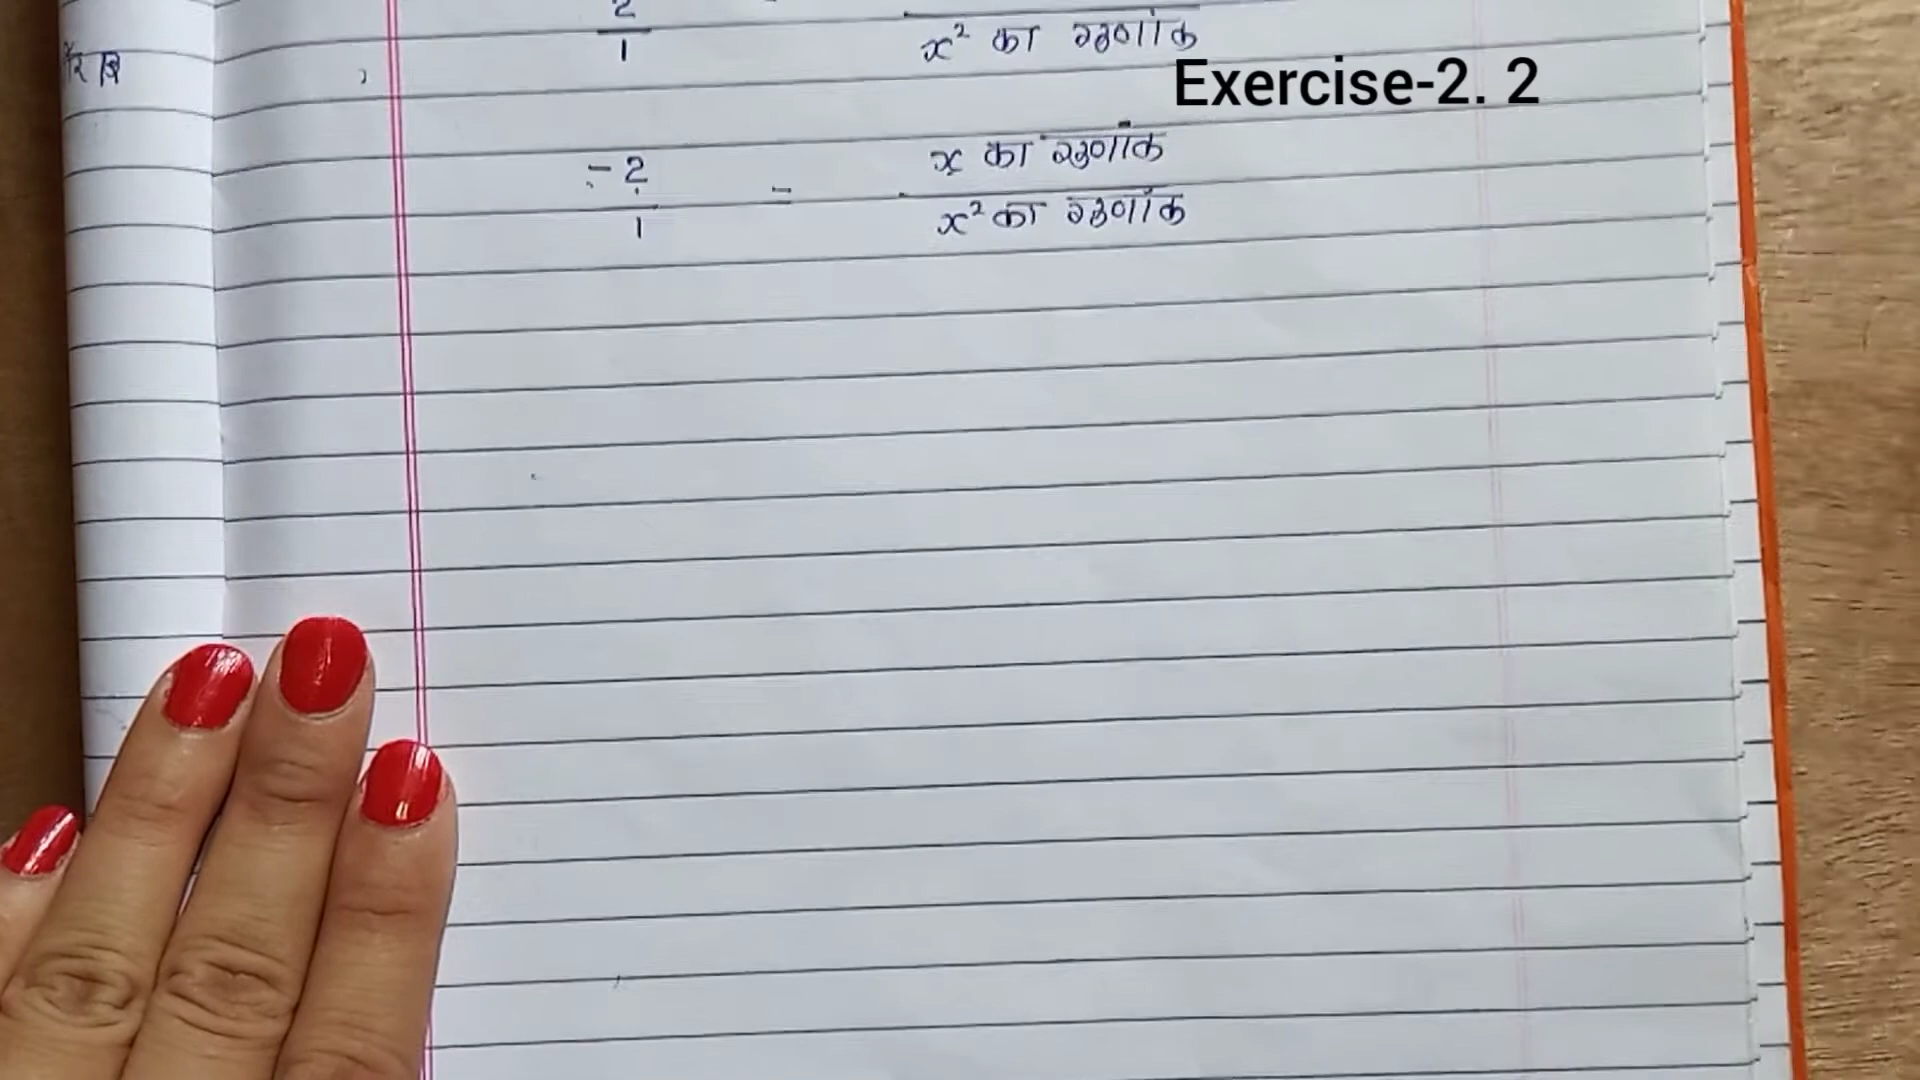 2
1
x² का गुणांक
Exercise-2. 2
-2 = x का गुणांक
1 x² का गुणांक